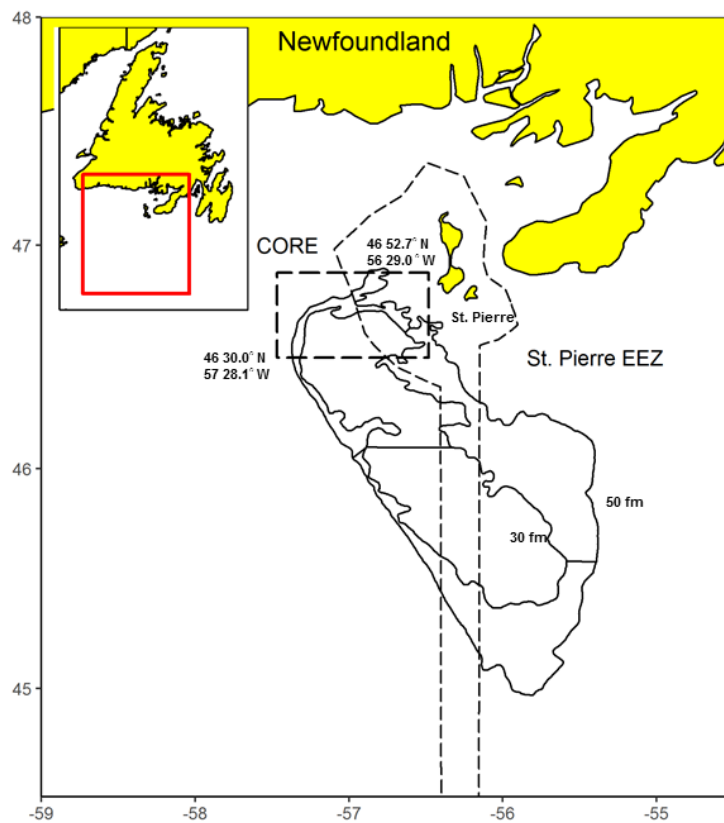 48
Newfoundland
47
CORE
46 52.7° N
56 29.0° W
St. Pierre
46 30.0° N
57 28.1° W
St. Pierre EEZ
46
50 fm
30 fm
45
-59
-58
-57
-56
-55